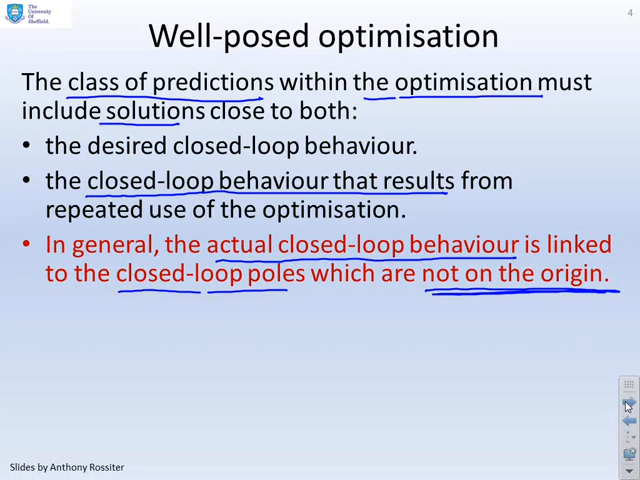 The
University
Of
Sheffield.
4
Well-posed optimisation
The class of predictions within the optimisation must
include solutions close to both:
• the desired closed-loop behaviour.
• the closed-loop behaviour that results from
repeated use of the optimisation.
• In general, the actual closed-loop behaviour is linked
to the closed-loop poles which are not on the origin.
Slides by Anthony Rossiter